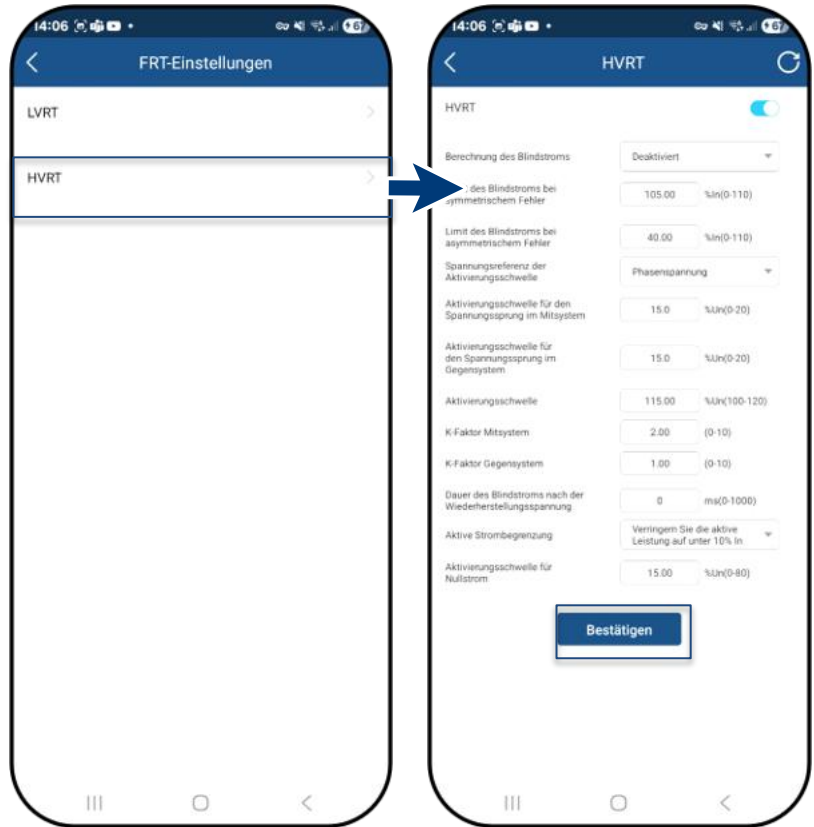 14:06
67
FRT-Einstellungen
LVRT
HVRT
14:06
67
HVRT
HVRT
Berechnung des Blindstroms
Deaktiviert
des Blindstroms bei
symmetrischem Fehler
105.00 %In(0-110)
Limit des Blindstroms bei
asymmetrischem Fehler
40.00 %In(0-110)
Spannungsreferenz der
Aktivierungsschwelle
Phasenspannung
Aktivierungsschwelle für den
Spannungssprung im Mitsystem
15.0 %Un(0-20)
Aktivierungsschwelle für
den Spannungssprung im
Gegensystem
15.0 %Un(0-20)
Aktivierungsschwelle
115.00 %Un(100-120)
K-Faktor Mitsystem
2.00 (0-10)
K-Faktor Gegensystem
1.00 (0-10)
Dauer des Blindstroms nach der
Wiederherstellungsspannung
0 ms(0-1000)
Aktive Strombegrenzung
Verringern Sie die aktive
Leistung auf unter 10% In
Aktivierungsschwelle für
Nullstrom
15.00 %Un(0-80)
Bestätigen